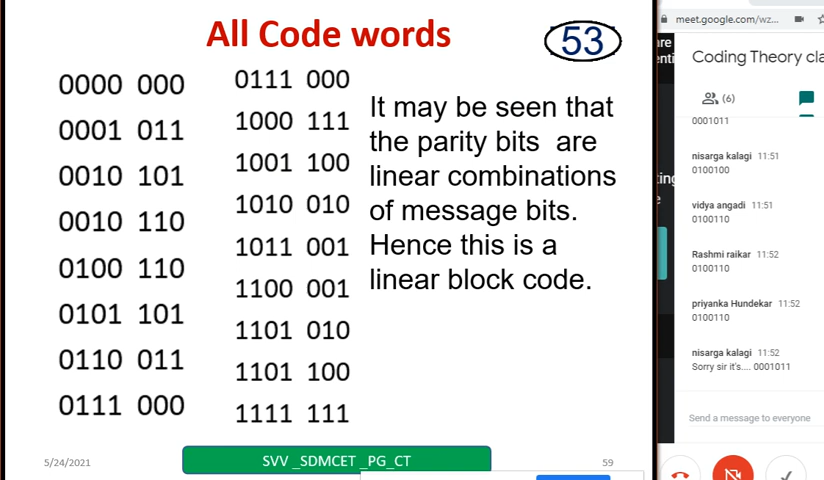 All Code words
53
0000 000
0001 011
0010 101
0010 110
0100 110
0101 101
0110 011
0111 000
0111 000
1000 111
1001 100
1010 010
1011 001
1100 001
1101 010
1101 100
1111 111
It may be seen that
the parity bits are
linear combinations
of message bits.
Hence this is a
linear block code.
5/24/2021
SVV _SDMCET _PG_CT
59
meet.google.com/wz...
Coding Theory cla
(6)
0001011
nisarga kalagi 11:51
0100100
vidya angadi 11:51
0100110
Rashmi raikar 11:52
0100110
priyanka Hundekar 11:52
0100110
nisarga kalagi 11:52
Sorry sir it's.... 0001011
Send a message to everyone